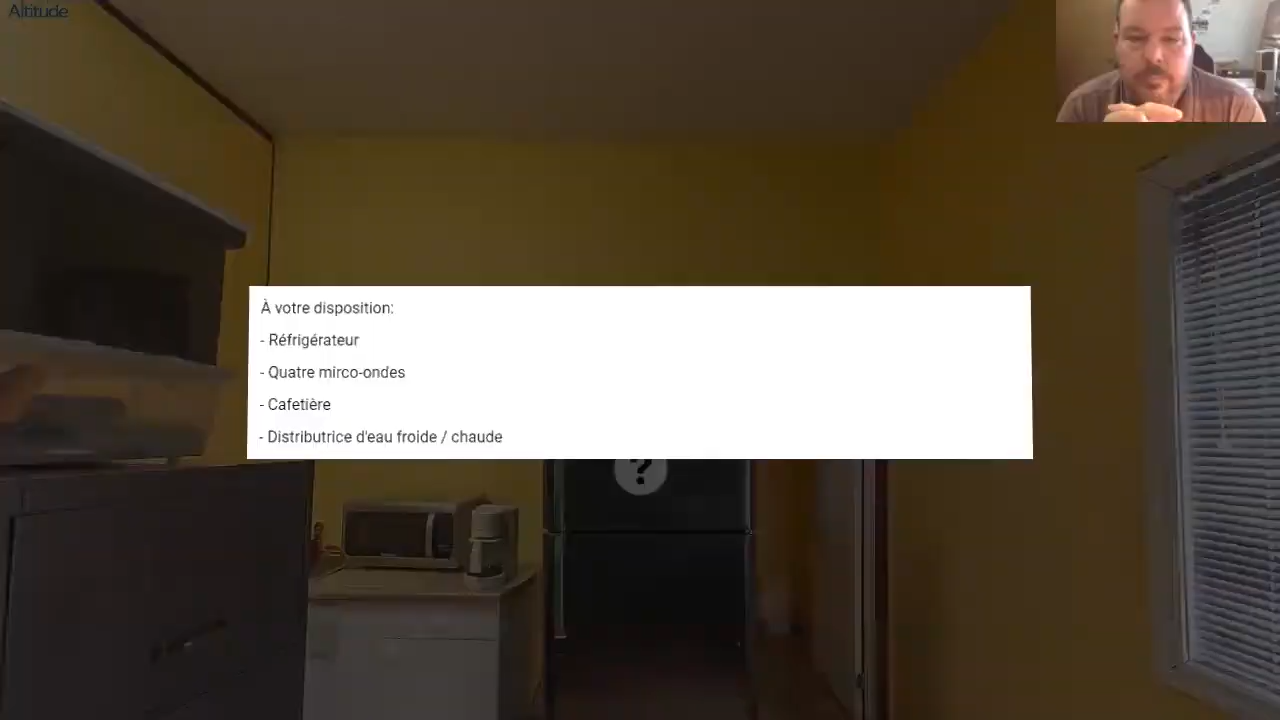 Altitude
À votre disposition:
- Réfrigérateur
- Quatre mirco-ondes
- Cafetière
- Distributrice d'eau froide / chaude
?